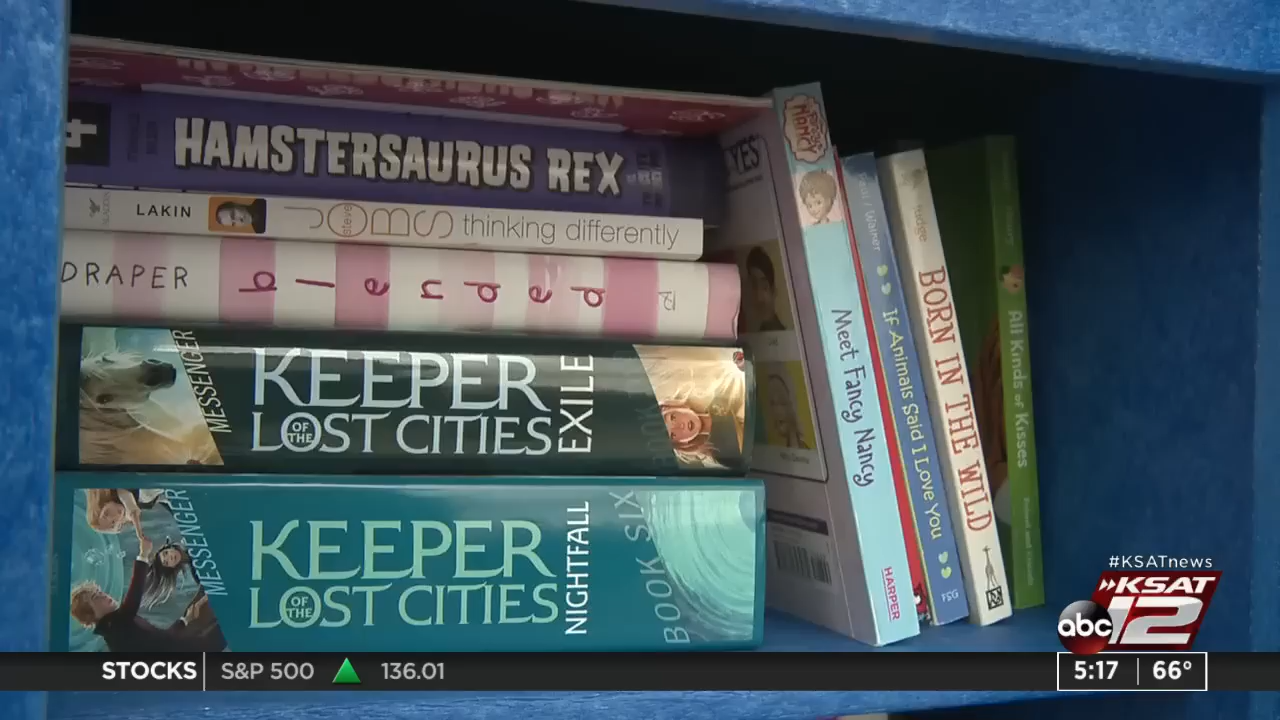 4
HAMSTERSAURUS REX
LAKIN
steve
JOBS thinking differently
DRAPER
blended
MESSENGER
KEEPER
OF THE
LOST CITIES
EXILE
MESSENGER
KEEPER
OF THE
LOST CITIES
NIGHTFALL
BOOK SIX
YES
FANCY NANCY
Meet Fancy Nancy
HARPER
If Animals Said I Love You
FSG
Judge
BORN IN THE WILD
All Kinds of Kisses
#KSATnews
KSAT
abc 12
STOCKS S&P 500 136.01
5:17 66°